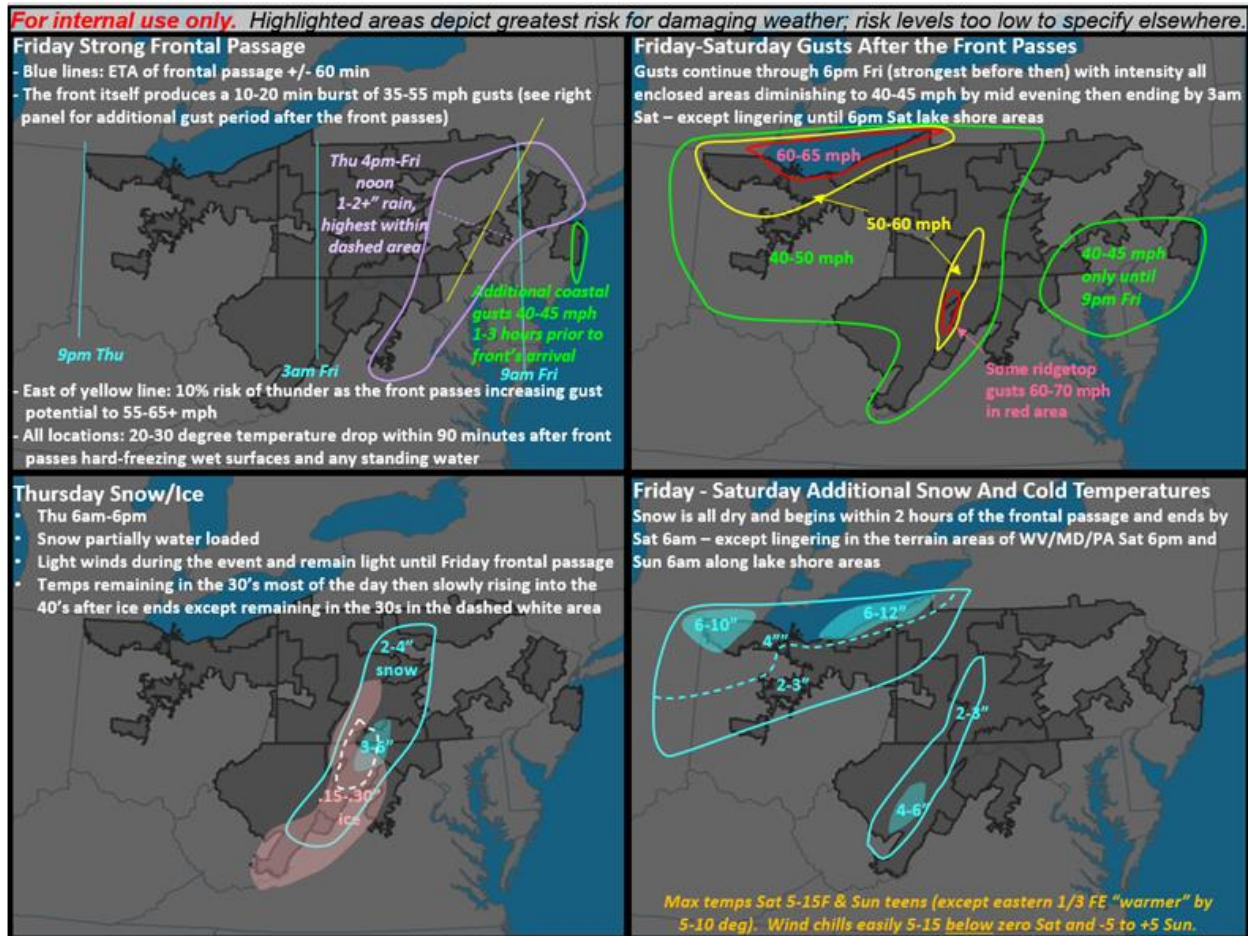 For internal use only. Highlighted areas depict greatest risk for damaging weather; risk levels too low to specify elsewhere.
Friday Strong Frontal Passage
- Blue lines: ETA of frontal passage +/- 60 min
- The front itself produces a 10-20 min burst of 35-55 mph gusts (see right
panel for additional gust period after the front passes)
Thu 4pm-Fri
noon
1-2+" rain,
highest within
dashed area
Additional coastal
gusts 40-45 mph
1-3 hours prior to
front's arrival
9pm Thu
3am Fri
9am Fri
- East of yellow line: 10% risk of thunder as the front passes increasing gust
potential to 55-65+ mph
- All locations: 20-30 degree temperature drop within 90 minutes after front
passes hard-freezing wet surfaces and any standing water
Friday-Saturday Gusts After the Front Passes
Gusts continue through 6pm Fri (strongest before then) with intensity all
enclosed areas diminishing to 40-45 mph by mid evening then ending by 3am
Sat – except lingering until 6pm Sat lake shore areas
60-65 mph
50-60 mph
40-50 mph
40-45 mph
only until
9pm Fri
Some ridgetop
gusts 60-70 mph
in red area
Thursday Snow/Ice
• Thu 6am-6pm
• Snow partially water loaded
• Light winds during the event and remain light until Friday frontal passage
• Temps remaining in the 30's most of the day then slowly rising into the
40's after ice ends except remaining in the 30s in the dashed white area
2-4"
snow
3-6"
.15-.30"
ice
Friday - Saturday Additional Snow And Cold Temperatures
Snow is all dry and begins within 2 hours of the frontal passage and ends by
Sat 6am – except lingering in the terrain areas of WV/MD/PA Sat 6pm and
Sun 6am along lake shore areas
6-10"
6-12"
4""
2-3"
2-3"
4-6"
Max temps Sat 5-15F & Sun teens (except eastern 1/3 FE "warmer" by
5-10 deg). Wind chills easily 5-15 below zero Sat and -5 to +5 Sun.